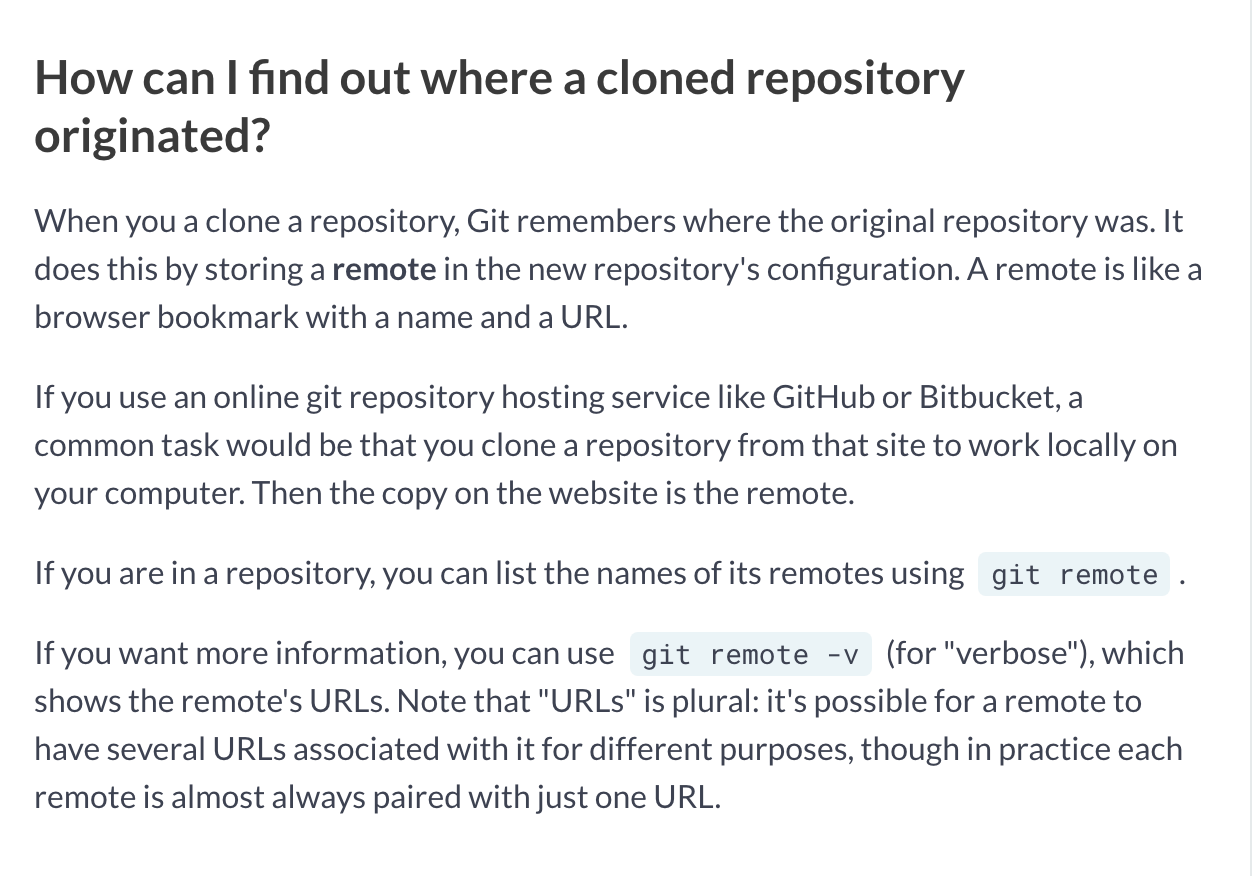 How can I find out where a cloned repository
originated?
When you a clone a repository, Git remembers where the original repository was. It
does this by storing a remote in the new repository's configuration. A remote is like a
browser bookmark with a name and a URL.
If you use an online git repository hosting service like GitHub or Bitbucket, a
common task would be that you clone a repository from that site to work locally on
your computer. Then the copy on the website is the remote.
If you are in a repository, you can list the names of its remotes using git remote .
If you want more information, you can use git remote -v (for "verbose"), which
shows the remote's URLs. Note that "URLs" is plural: it's possible for a remote to
have several URLs associated with it for different purposes, though in practice each
remote is almost always paired with just one URL.